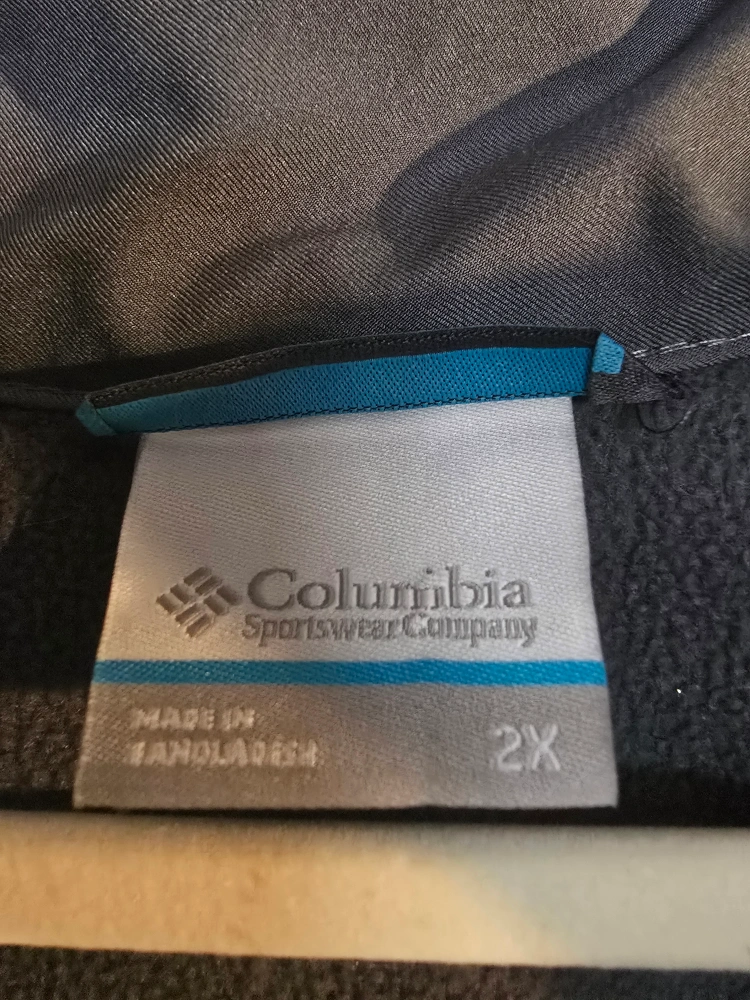 Columbia
Sportswear Company
MADE IN
BANGLADESH
2X